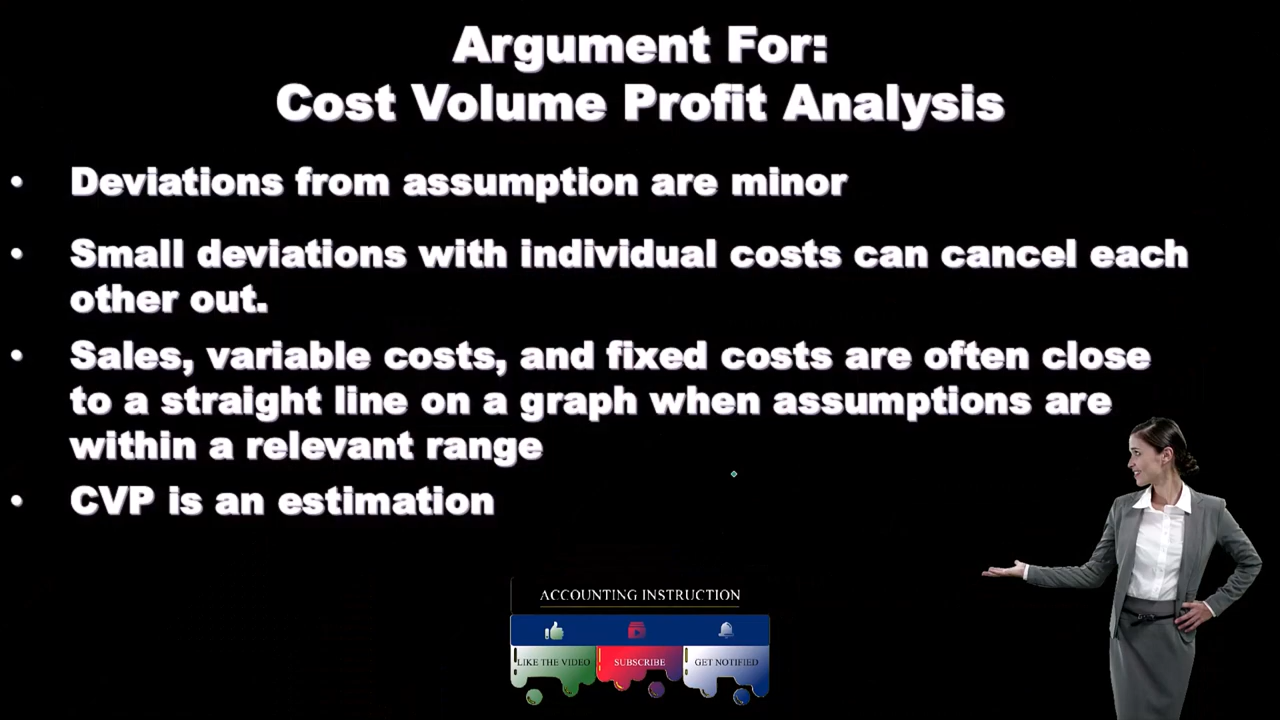 Argument For:
Cost Volume Profit Analysis
• Deviations from assumption are minor
• Small deviations with individual costs can cancel each
other out.
• Sales, variable costs, and fixed costs are often close
to a straight line on a graph when assumptions are
within a relevant range
• CVP is an estimation
ACCOUNTING INSTRUCTION
LIKE THE VIDEO SUBSCRIBE GET NOTIFIED